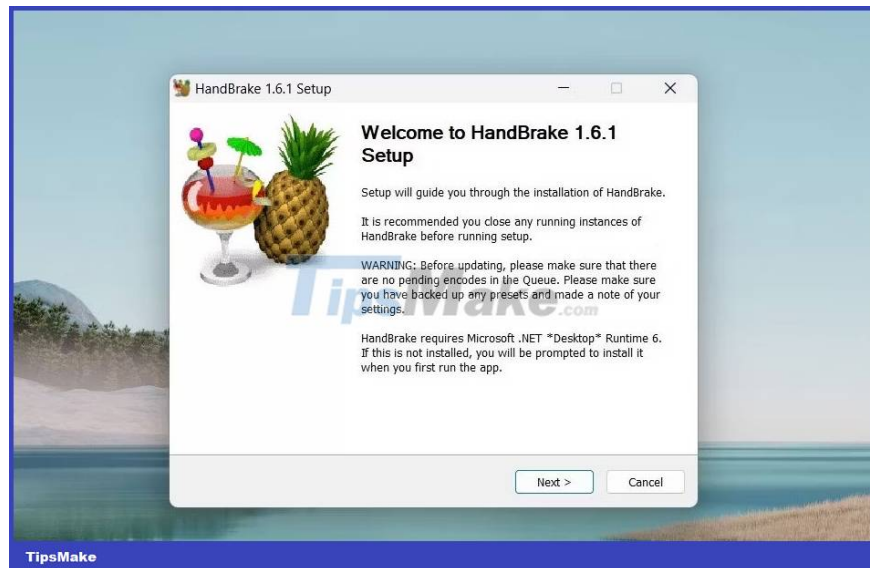 HandBrake 1.6.1 Setup
Welcome to HandBrake 1.6.1
Setup
Setup will guide you through the installation of HandBrake.
It is recommended you close any running instances of
HandBrake before running setup.
WARNING: Before updating, please make sure that there
are no pending encodes in the Queue. Please make sure
you have backed up any presets and made a note of your
settings.
TipsMake.com
HandBrake requires Microsoft .NET *Desktop* Runtime 6.
If this is not installed, you will be prompted to install it
when you first run the app.
Next >
Cancel
TipsMake